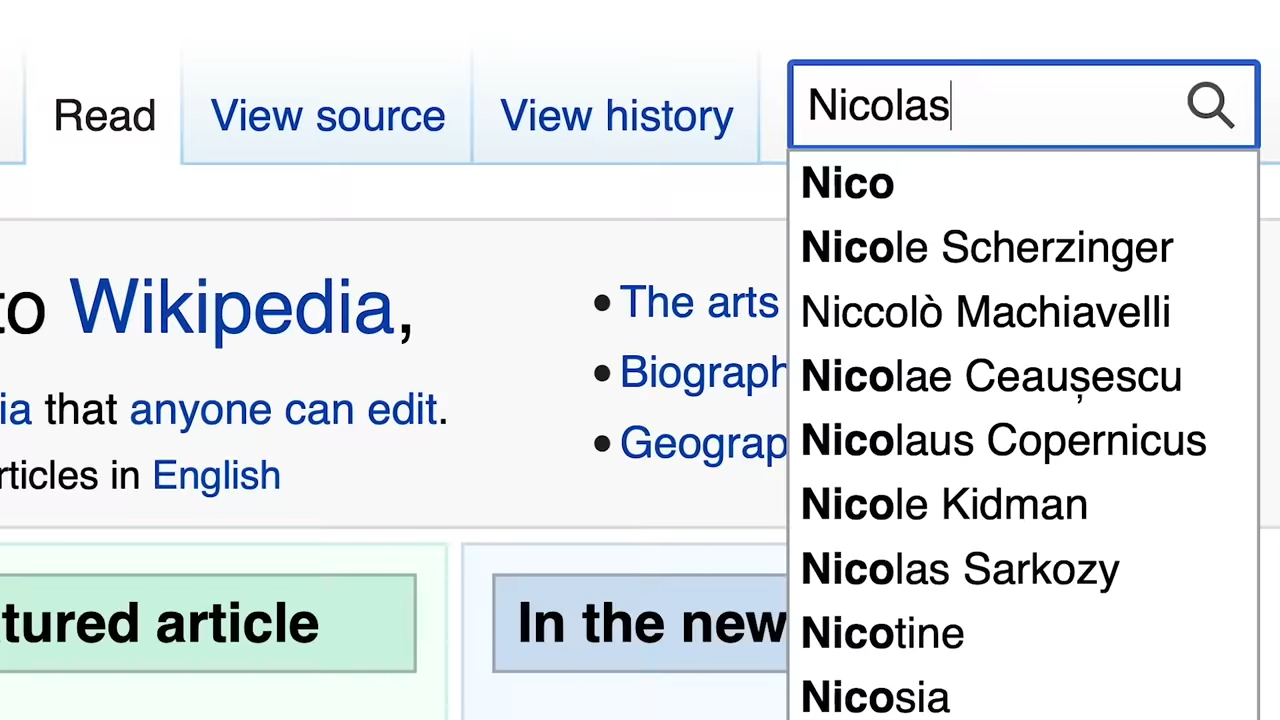 Read View source View history Nicolas
Nico
Nicole Scherzinger
Niccolò Machiavelli
Nicolae Ceaușescu
Nicolaus Copernicus
Nicole Kidman
Nicolas Sarkozy
Nicotine
Nicosia
to Wikipedia,
ia that anyone can edit.
rticles in English
• The arts
• Biograph
• Geograp
tured article
In the new